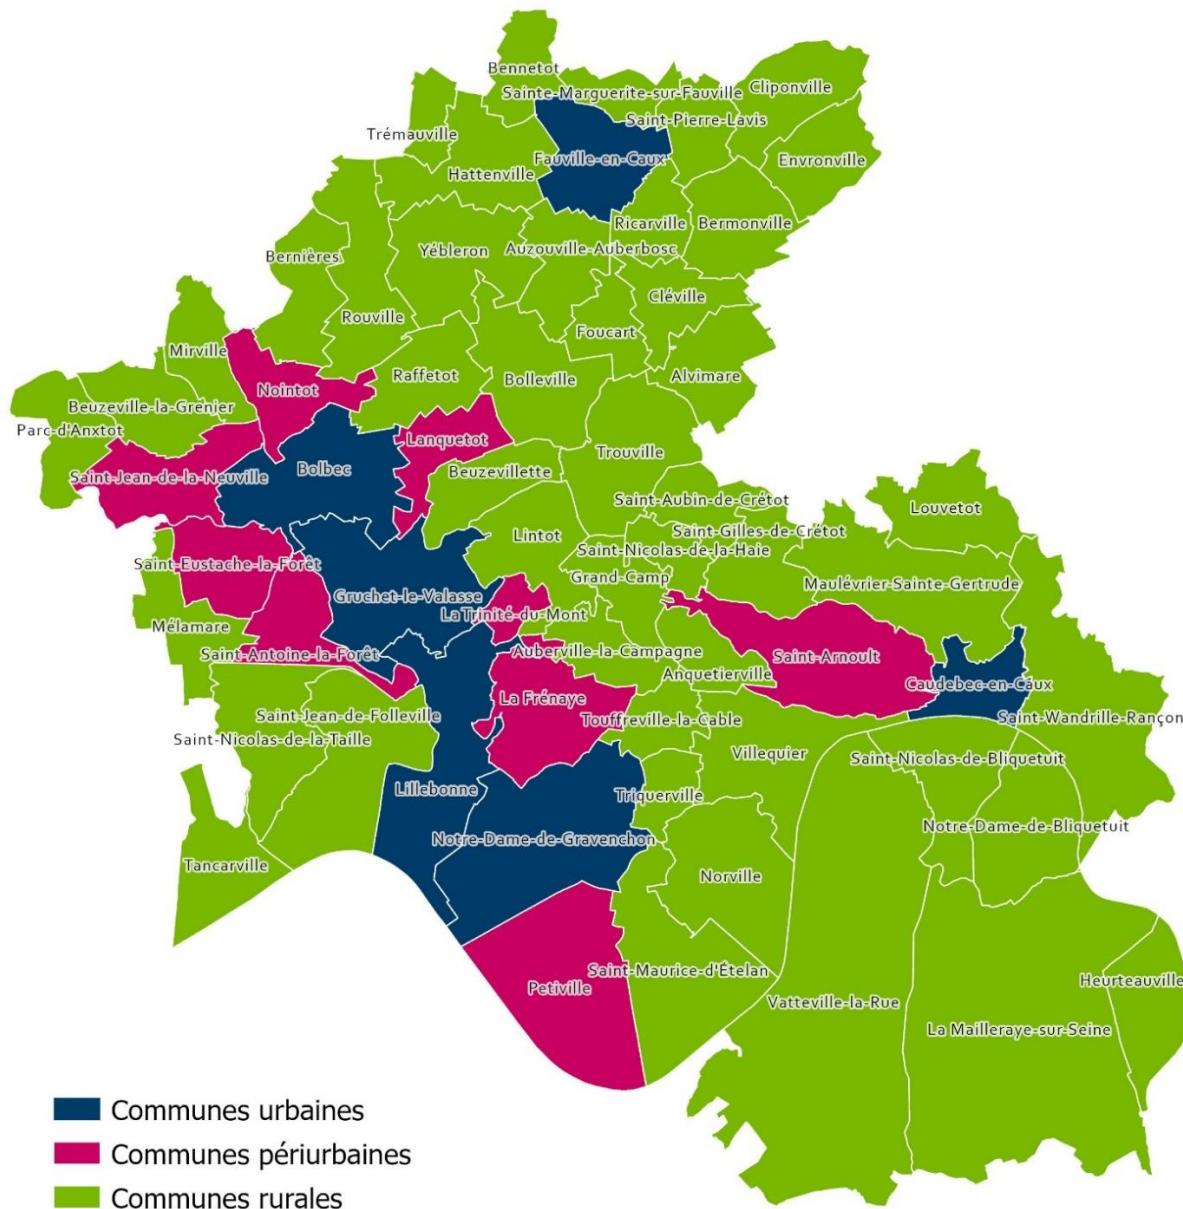 Bennetot
Cliponville
Sainte-Marguerite-sur-Fauville
Saint-Pierre-Lavis
Trémauville
Fauville-en-Caux
Envronville
Hattenville
Ricarville
Bermonville
Yébleron
Auzouville-Auberbosc
Bernières
Cléville
Rouville
Foucart
Mirville
Raffetot
Bolleville
Alvimare
Nointot
Beuzeville-la-Grenier
Parc-d'Anxtot
Lanquetot
Trouville
Bolbec
Beuzevillette
Saint-Jean-de-la-Neuville
Saint-Aubin-de-Crétot
Louvetot
Lintot
Saint-Gilles-de-Crétot
Saint-Nicolas-de-la-Haie
Saint-Eustache-la-Forêt
Grand-Camp
Maulévrier-Sainte-Gertrude
Gruchet-le-Valasse
La Trinité-du-Mont
Mélamare
Saint-Antoine-la-Forêt
Auberville-la-Campagne
Saint-Arnoult
Anquetierville
Caudebec-en-Caux
La Frénaye
Saint-Jean-de-Folleville
Touffreville-la-Cable
Saint-Wandrille-Rançon
Saint-Nicolas-de-la-Taille
Villequier
Saint-Nicolas-de-Bliquetuit
Lillebonne
Triquerville
Notre-Dame-de-Bliquetuit
Notre-Dame-de-Gravenchon
Tancarville
Norville
Saint-Maurice-d'Ételan
Petiville
Heurteauville
Vatteville-la-Rue
La Mailleraye-sur-Seine
Communes urbaines
Communes périurbaines
Communes rurales